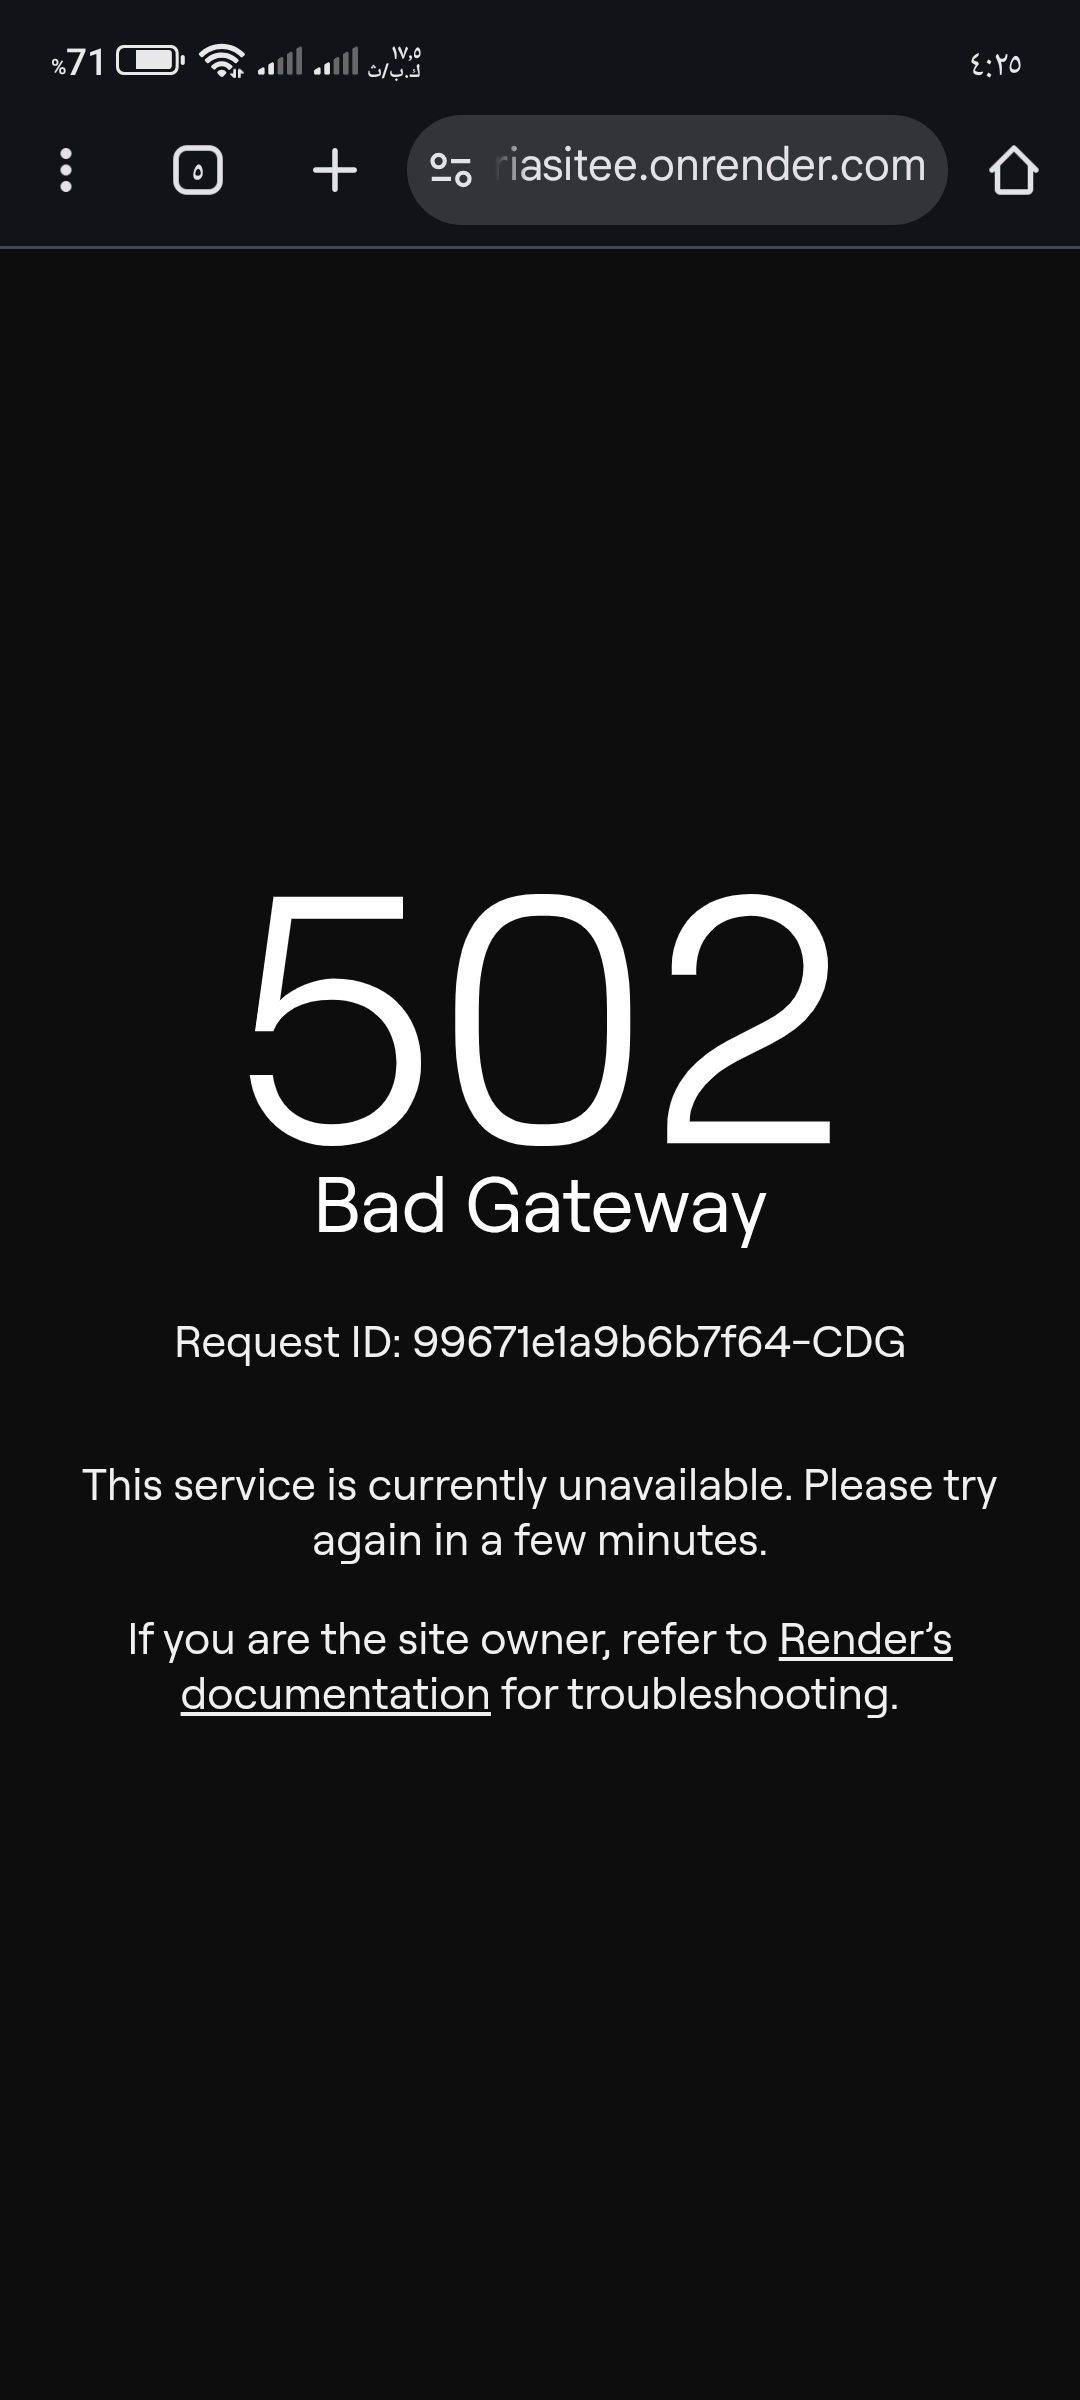 %71
١٧,٥
ك.ب/ث
٤:٢٥
٥
riasitee.onrender.com
502
Bad Gateway
Request ID: 99671e1a9b6b7f64-CDG
This service is currently unavailable. Please try
again in a few minutes.
If you are the site owner, refer to Render’s
documentation for troubleshooting.